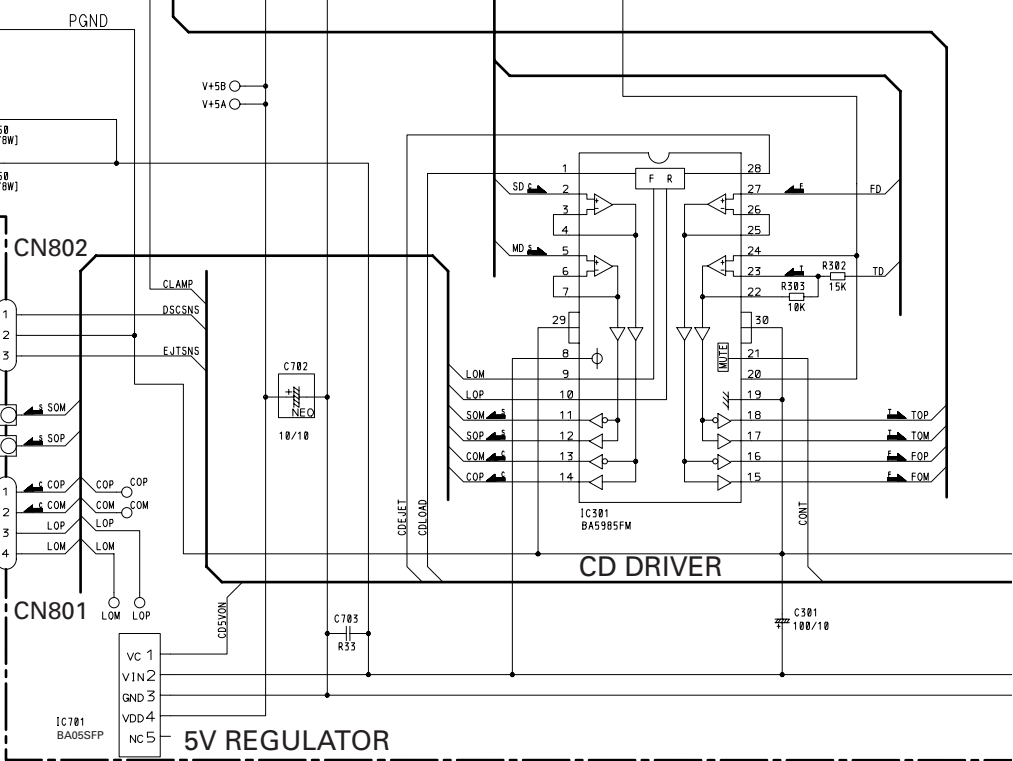 PGND
V+5B
V+5A
50
/8W]
50
/8W]
CN802
1
2
3
CLAMP
DSCSNS
EJTSNS
C702
+
NEO
10/10
S SOM
S SOP
1
2
3
4
C COP
C COM
LOP
LOM
COP
COM
LOP
LOM
COP
COM
CN801
LOM
LOP
CD5VON
VC 1
VIN 2
GND 3
VDD 4
NC 5
IC701
BA05SFP
5V REGULATOR
C703
R33
CDEJET
CDLOAD
SD C
MD S
LOM
LOP
SOM S
SOP S
COM C
COP C
1
2
3
4
5
6
7
29
8
9
10
11
12
13
14
F R
MUTE
28
27
26
25
24
23
22
30
21
20
19
18
17
16
15
F
FD
T
TD
R302
15K
R303
10K
T TOP
T TOM
F FOP
F FOM
IC301
BA5985FM
CONT
CD DRIVER
C301
+ 100/10